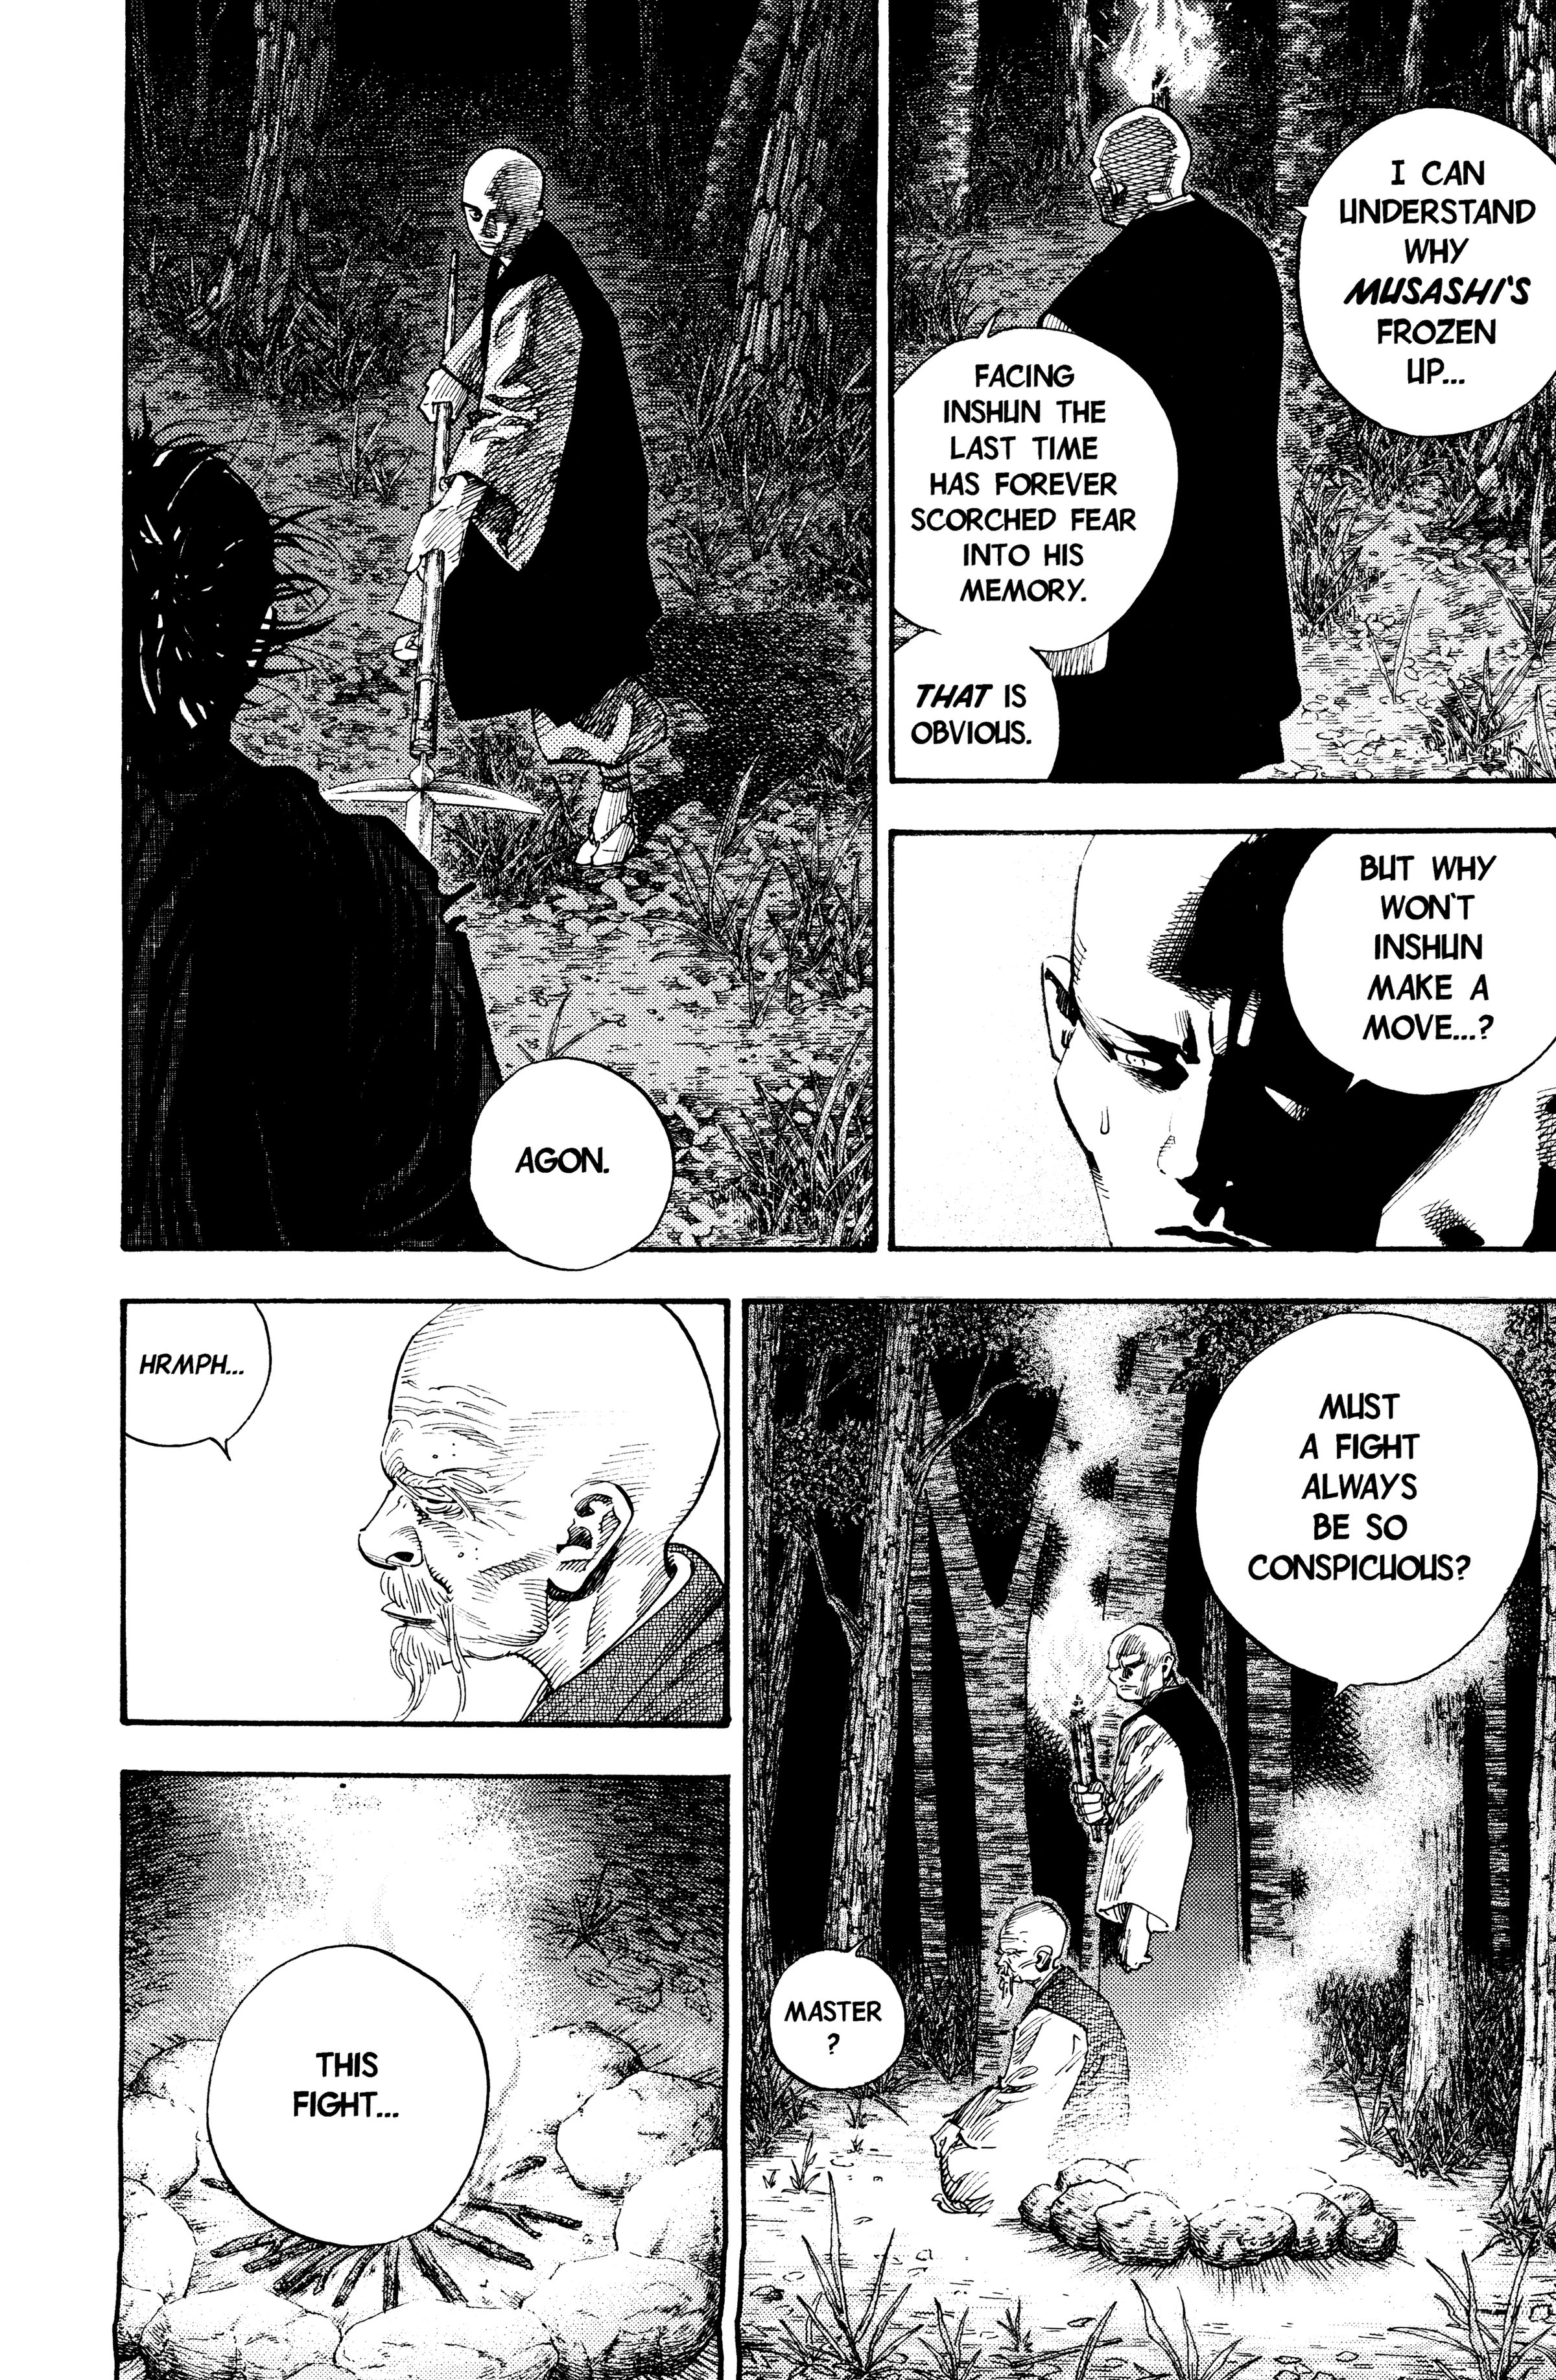 I CAN
UNDERSTAND
WHY
MUSASHI'S
FROZEN
UP...
FACING
INSHUN THE
LAST TIME
HAS FOREVER
SCORCHED FEAR
INTO HIS
MEMORY.
THAT IS
OBVIOUS.
BUT WHY
WON'T
INSHUN
MAKE A
MOVE...?
AGON.
MUST
A FIGHT
ALWAYS
BE SO
CONSPICUOUS?
MASTER
?
HRMPH...
THIS
FIGHT...